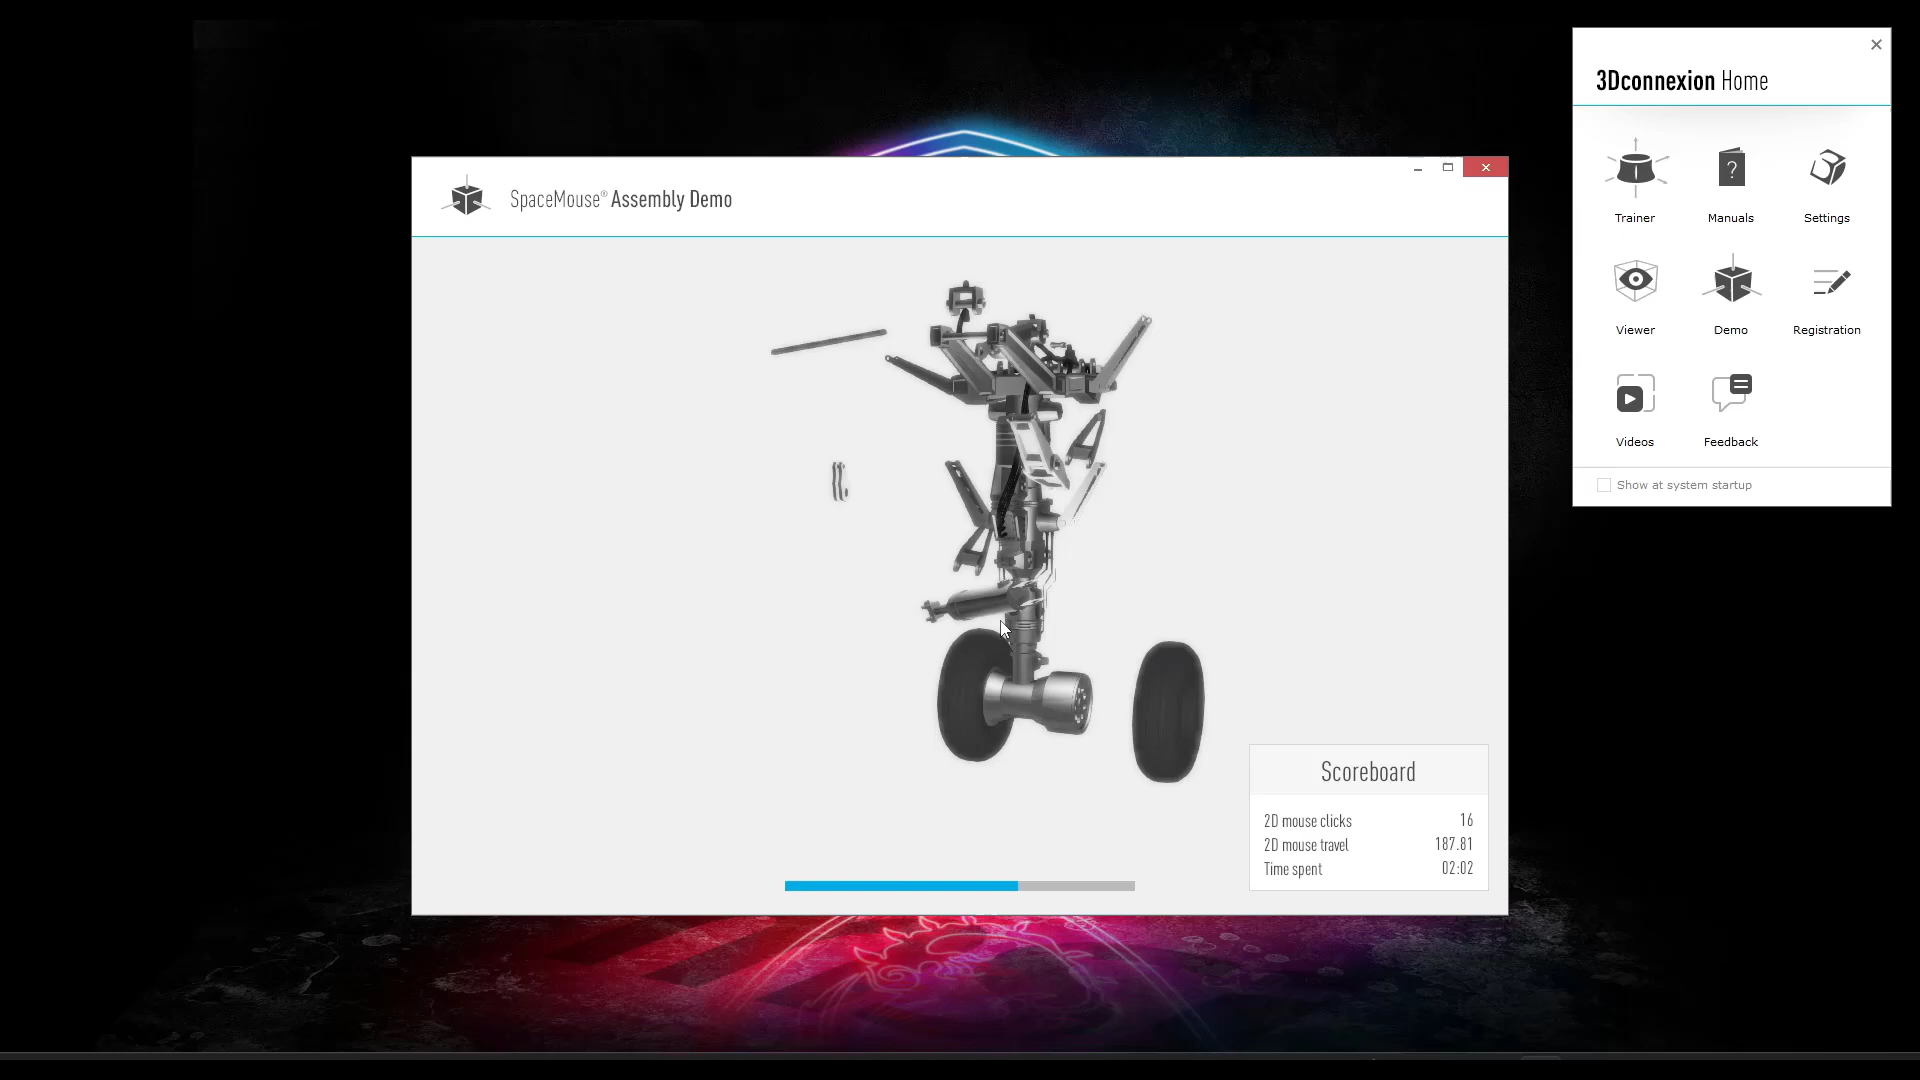 3Dconnexion Home
SpaceMouse® Assembly Demo
Trainer
Manuals
Settings
Viewer
Demo
Registration
Videos
Feedback
Show at system startup
Scoreboard
2D mouse clicks 16
2D mouse travel 187.81
Time spent 02:02